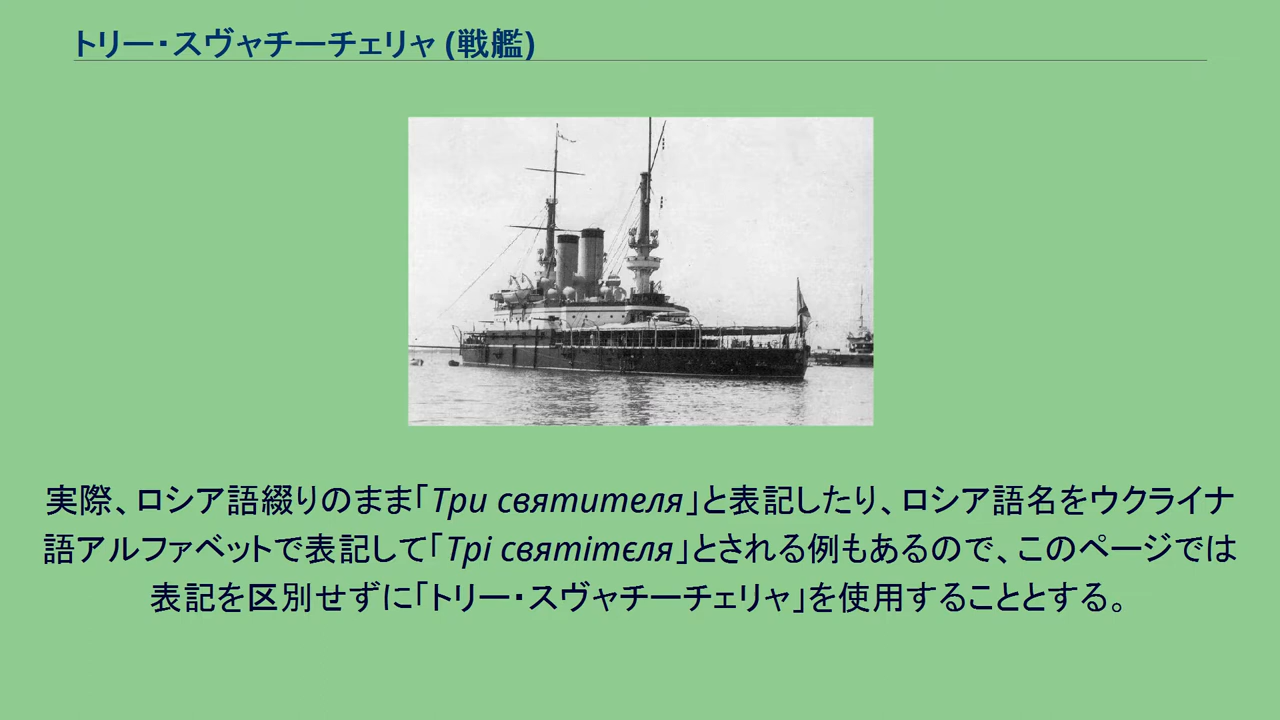 トリー・スヴャチーチェリャ (戦艦)
実際、ロシア語綴りのまま「Три святителя」と表記したり、ロシア語名をウクライナ
語アルファベットで表記して「Трі святітєля」とされる例もあるので、このページでは
表記を区別せずに「トリー・スヴャチーチェリャ」を使用することとする。